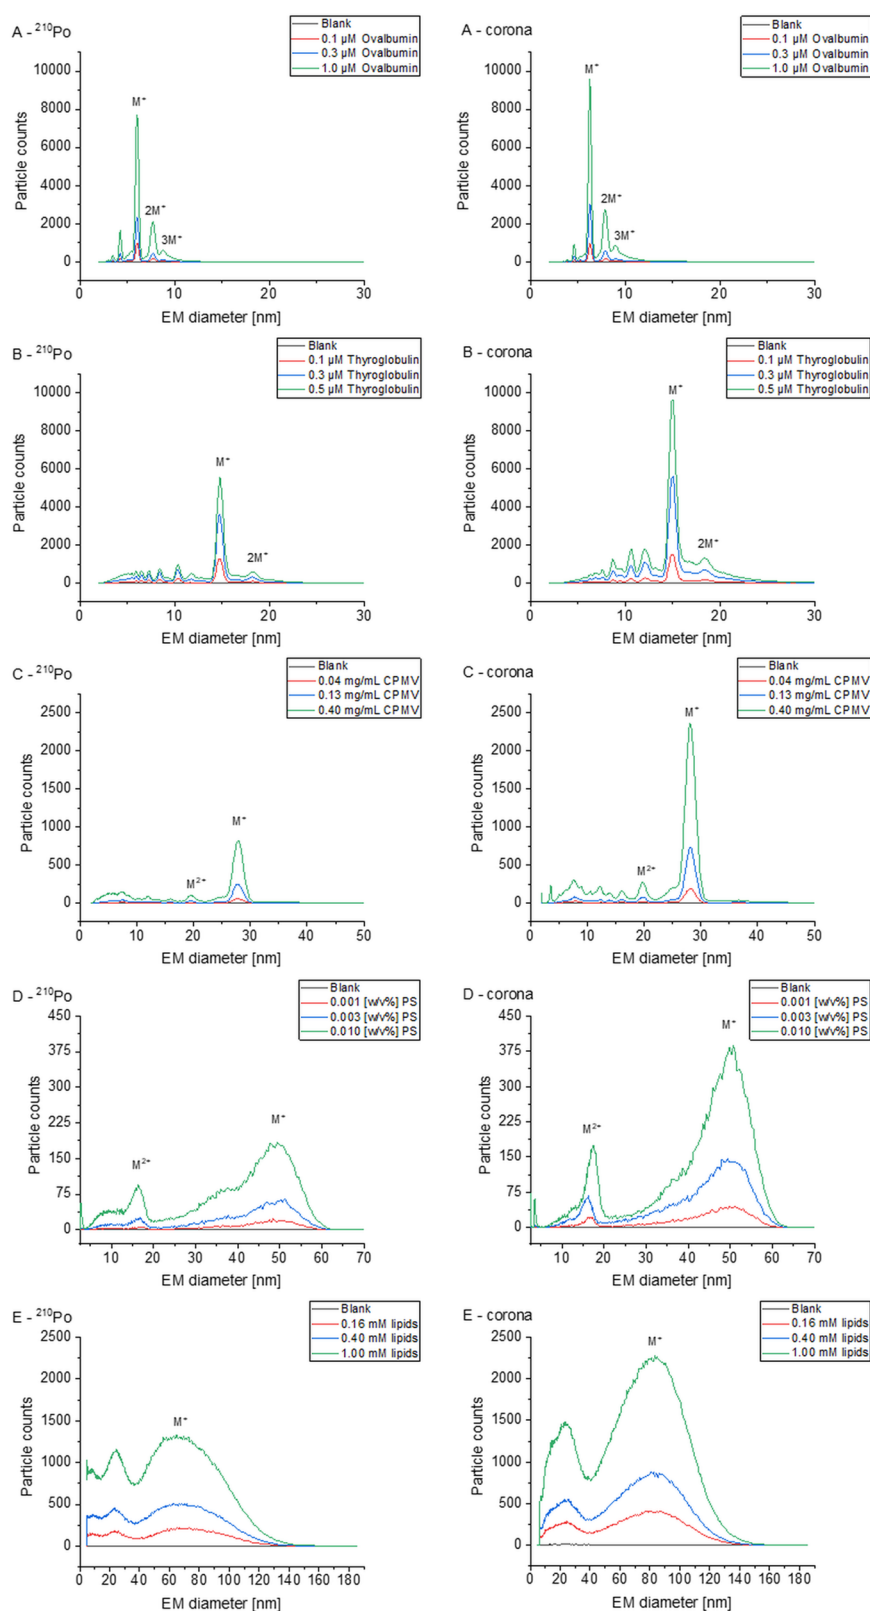 A - ²¹⁰Po
Blank
0.1 µM Ovalbumin
0.3 µM Ovalbumin
1.0 µM Ovalbumin
Particle counts
10000
8000
6000
4000
2000
0
M⁺
2M⁺
3M⁺
0 10 20 30
EM diameter [nm]
A - corona
Blank
0.1 µM Ovalbumin
0.3 µM Ovalbumin
1.0 µM Ovalbumin
Particle counts
10000
8000
6000
4000
2000
0
M⁺
2M⁺
3M⁺
0 10 20 30
EM diameter [nm]
B - ²¹⁰Po
Blank
0.1 µM Thyroglobulin
0.3 µM Thyroglobulin
0.5 µM Thyroglobulin
Particle counts
10000
8000
6000
4000
2000
0
M⁺
2M⁺
0 10 20 30
EM diameter [nm]
B - corona
Blank
0.1 µM Thyroglobulin
0.3 µM Thyroglobulin
0.5 µM Thyroglobulin
Particle counts
10000
8000
6000
4000
2000
0
M⁺
2M⁺
0 10 20 30
EM diameter [nm]
C - ²¹⁰Po
Blank
0.04 mg/mL CPMV
0.13 mg/mL CPMV
0.40 mg/mL CPMV
Particle counts
2500
2000
1500
1000
500
0
M²⁺
M⁺
0 10 20 30 40 50
EM diameter [nm]
C - corona
Blank
0.04 mg/mL CPMV
0.13 mg/mL CPMV
0.40 mg/mL CPMV
Particle counts
2500
2000
1500
1000
500
0
M²⁺
M⁺
0 10 20 30 40 50
EM diameter [nm]
D - ²¹⁰Po
Blank
0.001 [w/v%] PS
0.003 [w/v%] PS
0.010 [w/v%] PS
Particle counts
450
375
300
225
150
75
0
M²⁺
M⁺
10 20 30 40 50 60 70
EM diameter [nm]
D - corona
Blank
0.001 [w/v%] PS
0.003 [w/v%] PS
0.010 [w/v%] PS
Particle counts
450
375
300
225
150
75
0
M²⁺
M⁺
10 20 30 40 50 60 70
EM diameter [nm]
E - ²¹⁰Po
Blank
0.16 mM lipids
0.40 mM lipids
1.00 mM lipids
Particle counts
2500
2000
1500
1000
500
0
M⁺
0 20 40 60 80 100 120 140 160 180
EM diameter [nm]
E - corona
Blank
0.16 mM lipids
0.40 mM lipids
1.00 mM lipids
Particle counts
2500
2000
1500
1000
500
0
M⁺
0 20 40 60 80 100 120 140 160 180
EM diameter [nm]